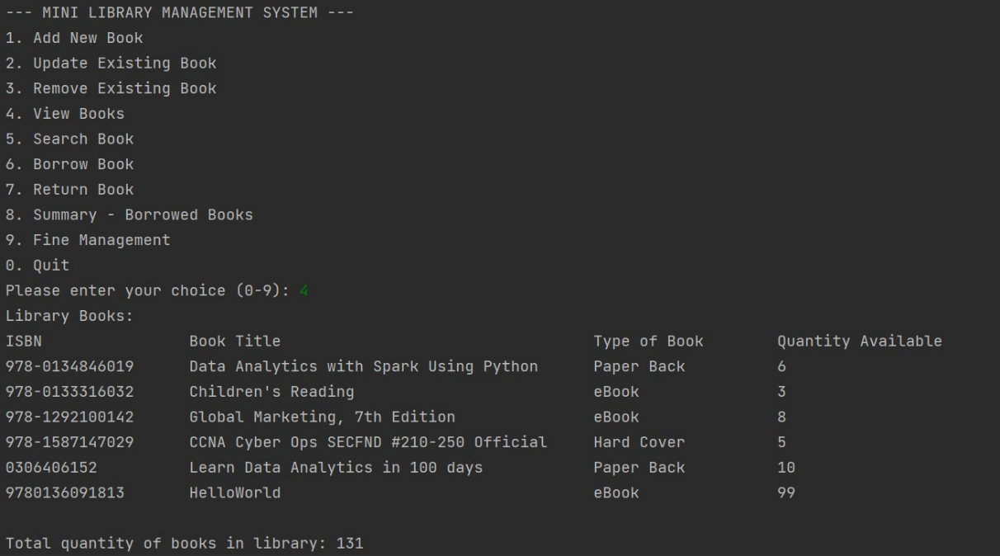 --- MINI LIBRARY MANAGEMENT SYSTEM ---
1. Add New Book
2. Update Existing Book
3. Remove Existing Book
4. View Books
5. Search Book
6. Borrow Book
7. Return Book
8. Summary - Borrowed Books
9. Fine Management
0. Quit
Please enter your choice (0-9): 4
Library Books:
ISBN Book Title Type of Book Quantity Available
978-0134846019 Data Analytics with Spark Using Python Paper Back 6
978-0133316032 Children's Reading eBook 3
978-1292100142 Global Marketing, 7th Edition eBook 8
978-1587147029 CCNA Cyber Ops SECFND #210-250 Official Hard Cover 5
0306406152 Learn Data Analytics in 100 days Paper Back 10
9780136091813 HelloWorld eBook 99
Total quantity of books in library: 131